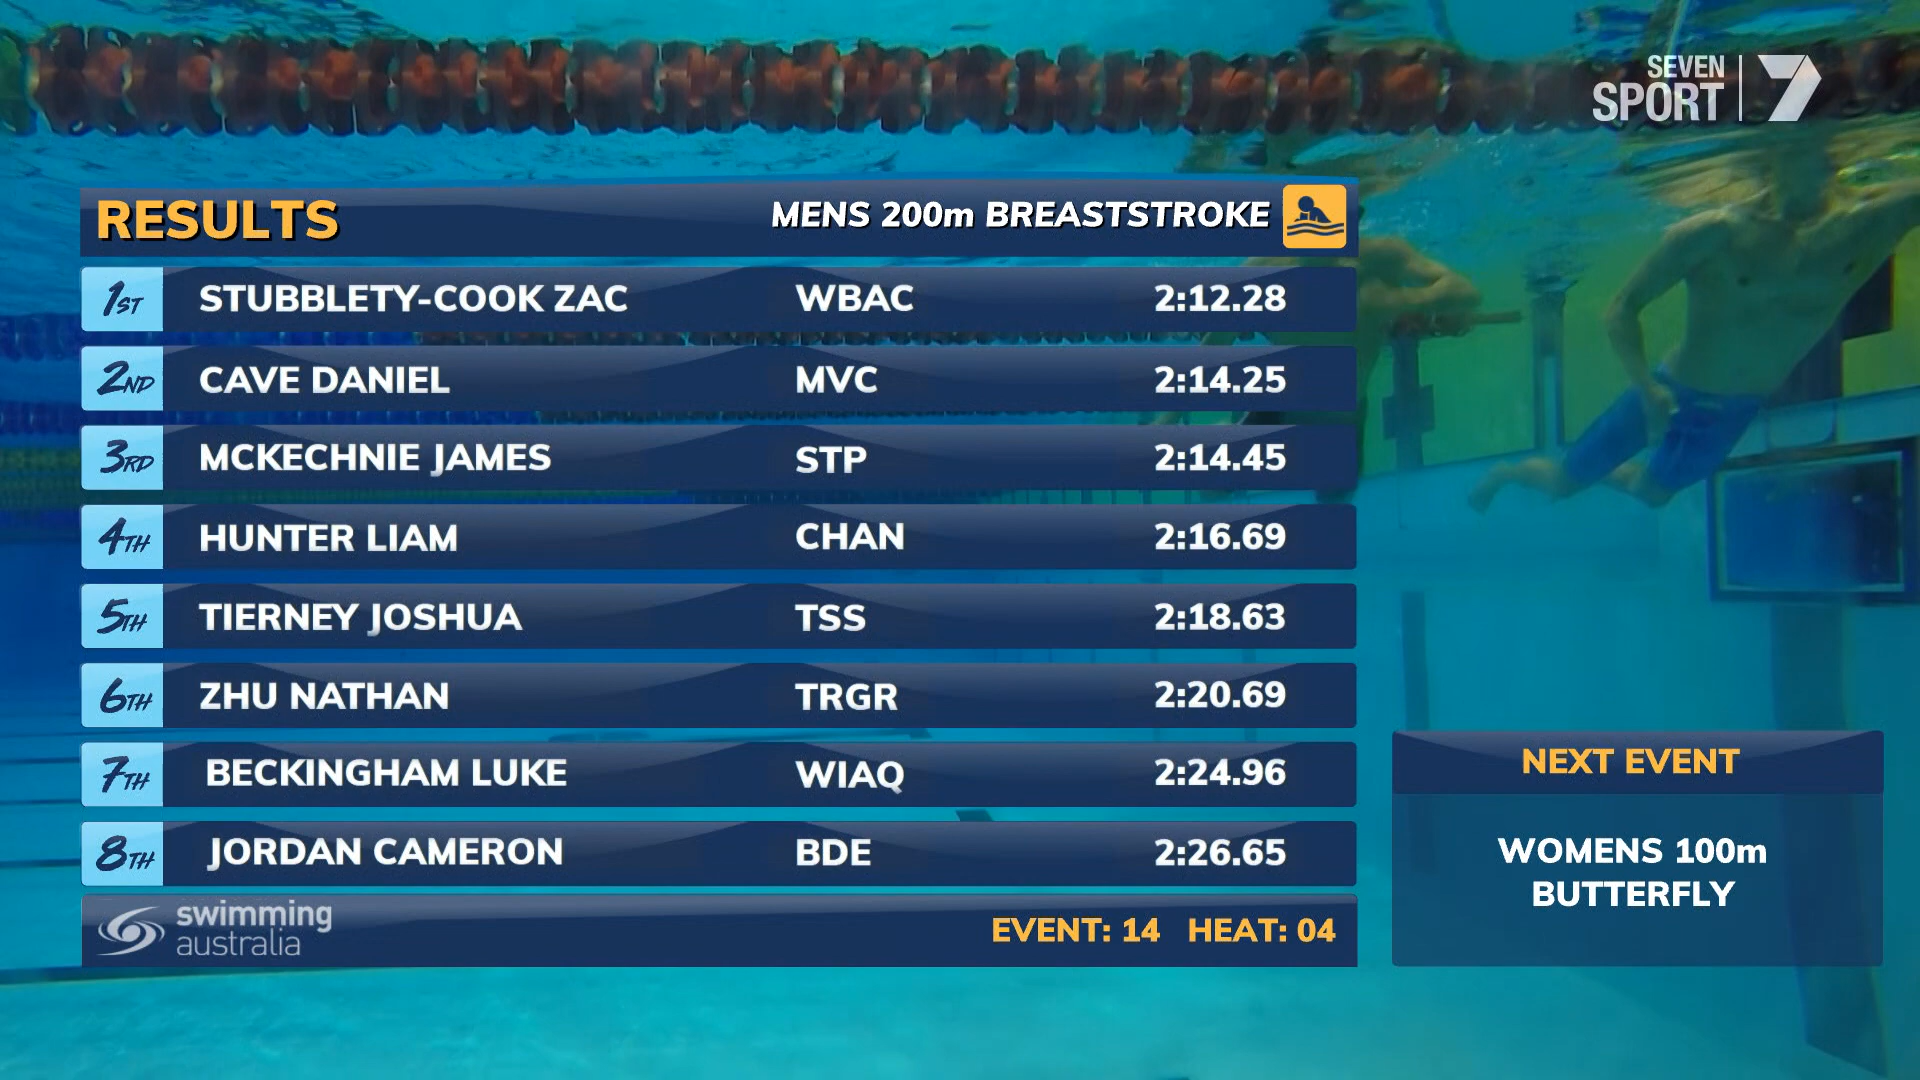 SEVEN
SPORT 7
RESULTS MENS 200m BREASTSTROKE
1ST STUBBLETY-COOK ZAC WBAC 2:12.28
2ND CAVE DANIEL MVC 2:14.25
3RD MCKECHNIE JAMES STP 2:14.45
4TH HUNTER LIAM CHAN 2:16.69
5TH TIERNEY JOSHUA TSS 2:18.63
6TH ZHU NATHAN TRGR 2:20.69
7TH BECKINGHAM LUKE WIAQ 2:24.96
8TH JORDAN CAMERON BDE 2:26.65
swimming
australia
EVENT: 14 HEAT: 04
NEXT EVENT
WOMENS 100m
BUTTERFLY